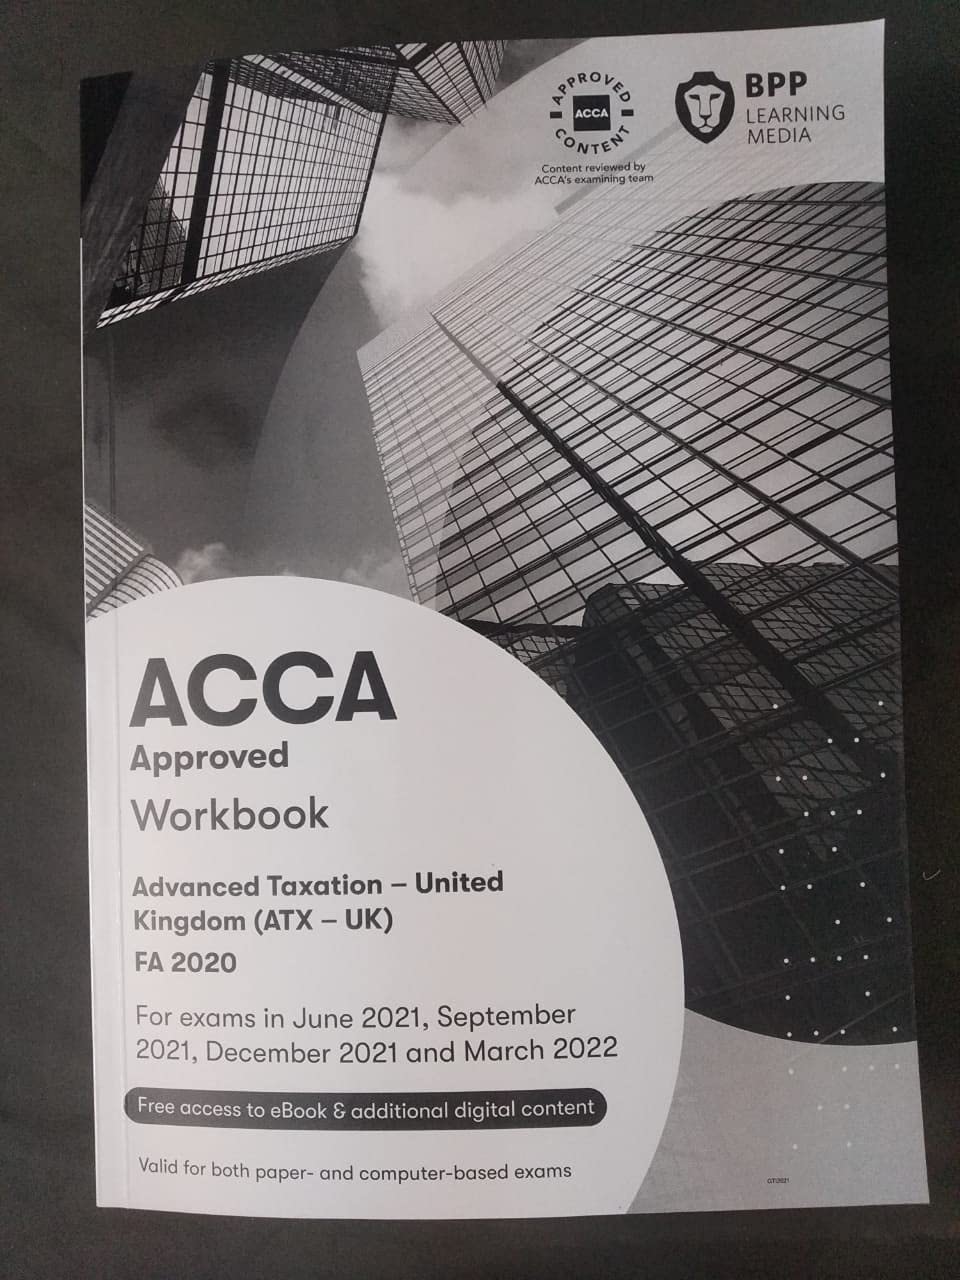 APPROVED
ACCA
CONTENT
Content reviewed by
ACCA's examining team
BPP
LEARNING
MEDIA
ACCA
Approved
Workbook
Advanced Taxation – United
Kingdom (ATX – UK)
FA 2020
For exams in June 2021, September
2021, December 2021 and March 2022
Free access to eBook & additional digital content
Valid for both paper- and computer-based exams